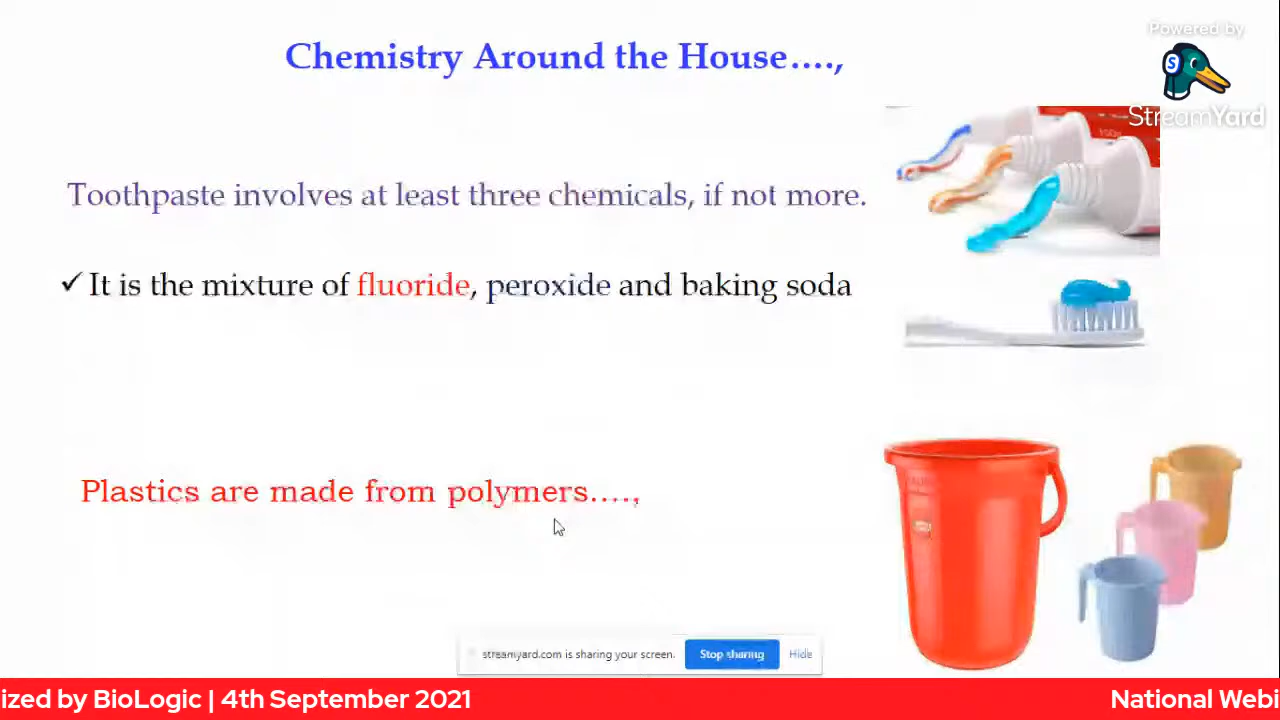 Powered by
StreamYard
Chemistry Around the House....,
Toothpaste involves at least three chemicals, if not more.
✓ It is the mixture of fluoride, peroxide and baking soda
Plastics are made from polymers....,
streamyard.com is sharing your screen.
Stop sharing
Hide
ized by BioLogic | 4th September 2021
National Webi